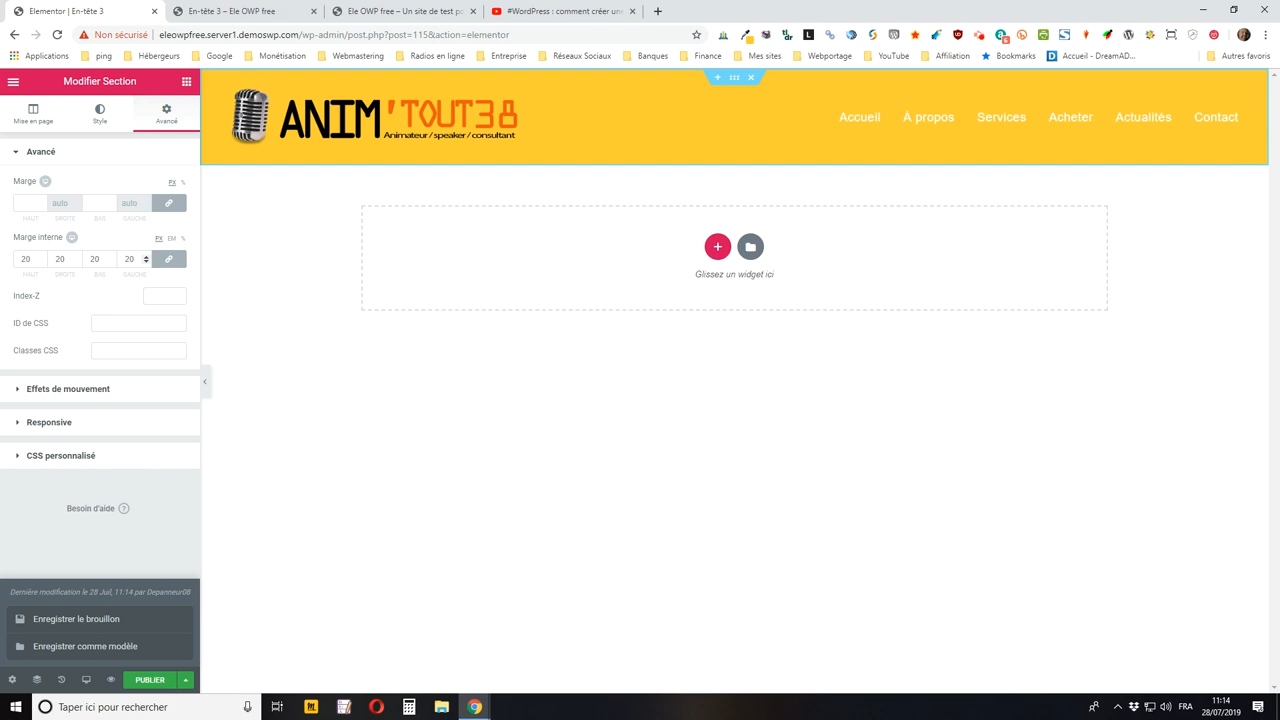 Elementor | En-tête 3
En-tête 3 – Ele OWP free
Ele OWP free – Un site de test po
#WordPress : comment créer une
Non sécurisé
eleowpfree.server1.demoswp.com/wp-admin/post.php?post=115&action=elementor
Applications
ping
Hébergeurs
Google
Monétisation
Webmastering
Radios en ligne
Entreprise
Réseaux Sociaux
Banques
Finance
Mes sites
Webportage
YouTube
Affiliation
Bookmarks
Accueil - DreamAD...
Autres favoris
Modifier Section
Mise en page
Style
Avancé
Avancé
Marge
PX %
auto auto
HAUT DROITE BAS GAUCHE
Marge interne
PX EM %
20 20 20 20
HAUT DROITE BAS GAUCHE
Index-Z
ID de CSS
Classes CSS
Effets de mouvement
Responsive
CSS personnalisé
Besoin d'aide ?
Dernière modification le 28 Juil, 11:14 par Depanneur08
Enregistrer le brouillon
Enregistrer comme modèle
PUBLIER
ANIM'TOUT38
Animateur/speaker/consultant
Accueil
À propos
Services
Acheter
Actualités
Contact
Glissez un widget ici
Taper ici pour rechercher
FRA
11:14
28/07/2019